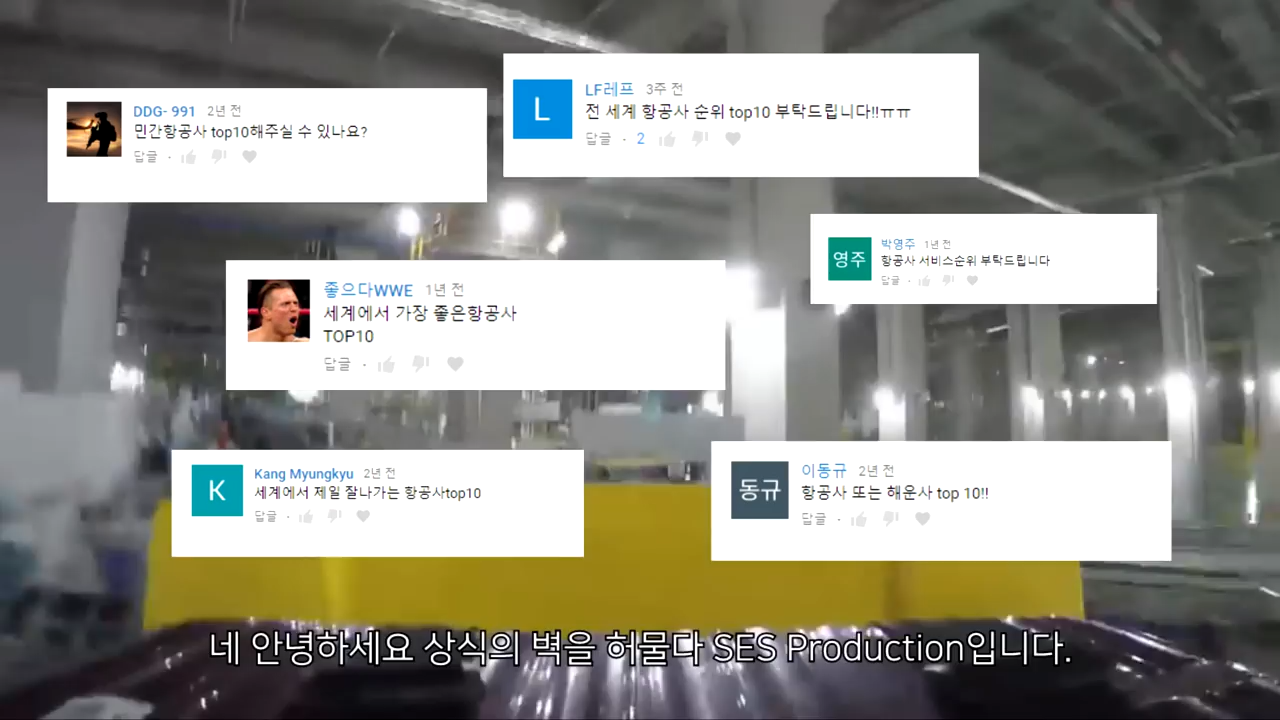 DDG- 991 2년 전
민간항공사 top10해주실 수 있나요?
답글 ·
L
LF레프 3주 전
전 세계 항공사 순위 top10 부탁드립니다!!ㅠㅠ
답글 · 2
영주
박영주 1년 전
항공사 서비스순위 부탁드립니다
답글 ·
좋으다WWE 1년 전
세계에서 가장 좋은항공사
TOP10
답글 ·
K
Kang Myungkyu 2년 전
세계에서 제일 잘나가는 항공사top10
답글 ·
동규
이동규 2년 전
항공사 또는 해운사 top 10!!
답글 ·
네 안녕하세요 상식의 벽을 허물다 SES Production입니다.